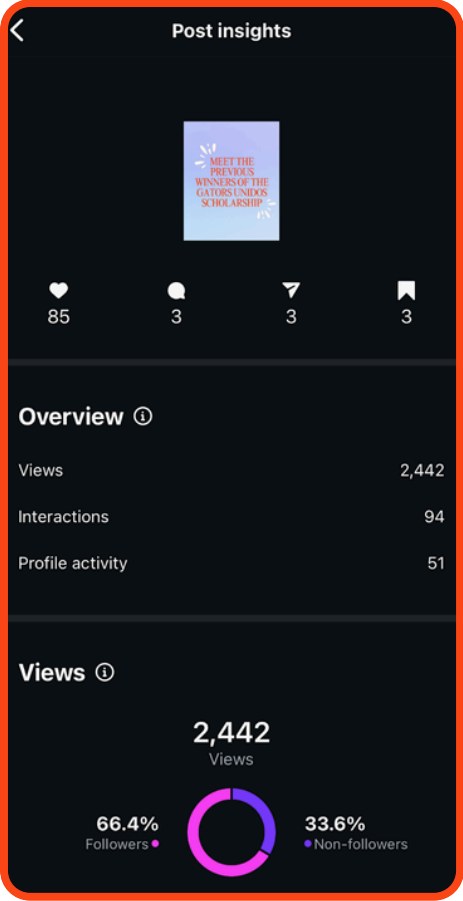 Post insights
MEET THE
PREVIOUS
WINNERS OF THE
GATORS UNIDOS
SCHOLARSHIP
85 3 3 3
Overview
Views 2,442
Interactions 94
Profile activity 51
Views
2,442
Views
66.4% 33.6%
Followers Non-followers